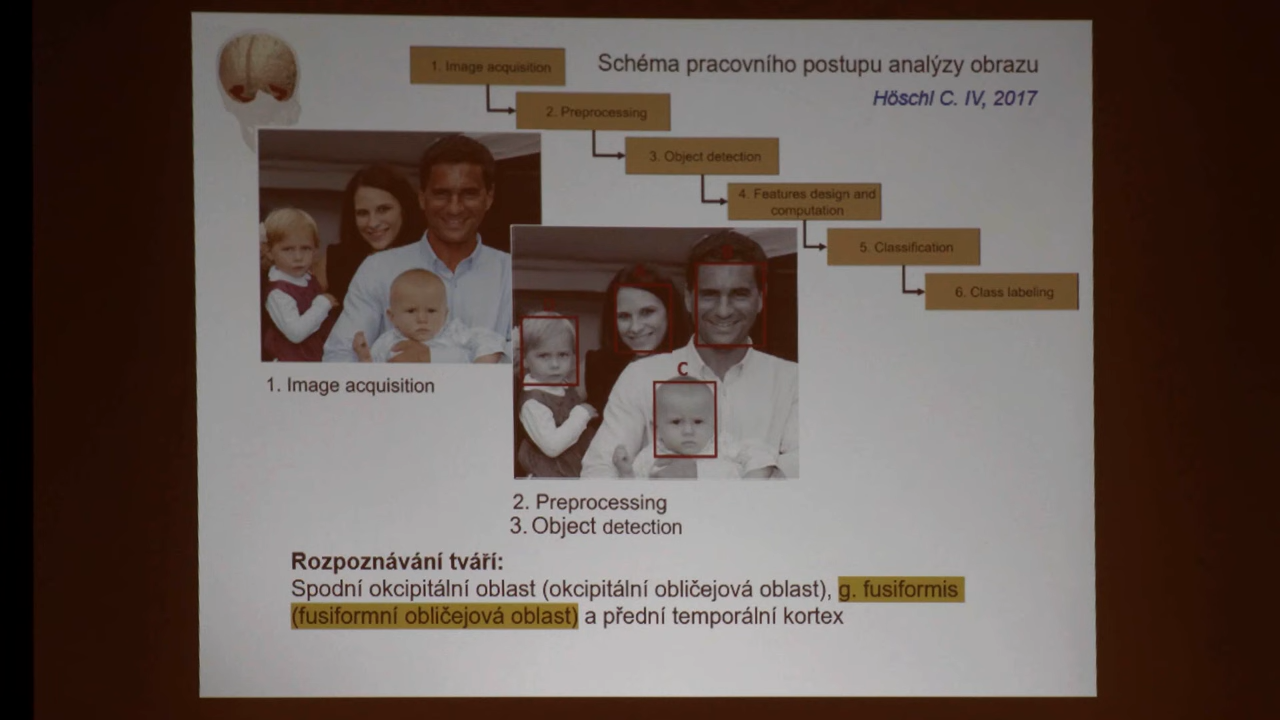 1. Image acquisition
Schéma pracovního postupu analýzy obrazu
Höschl C. IV, 2017
2. Preprocessing
3. Object detection
4. Features design and
computation
5. Classification
6. Class labeling
C
1. Image acquisition
2. Preprocessing
3. Object detection
Rozpoznávání tváří:
Spodní okcipitální oblast (okcipitální obličejová oblast), g. fusiformis
(fusiformní obličejová oblast) a přední temporální kortex